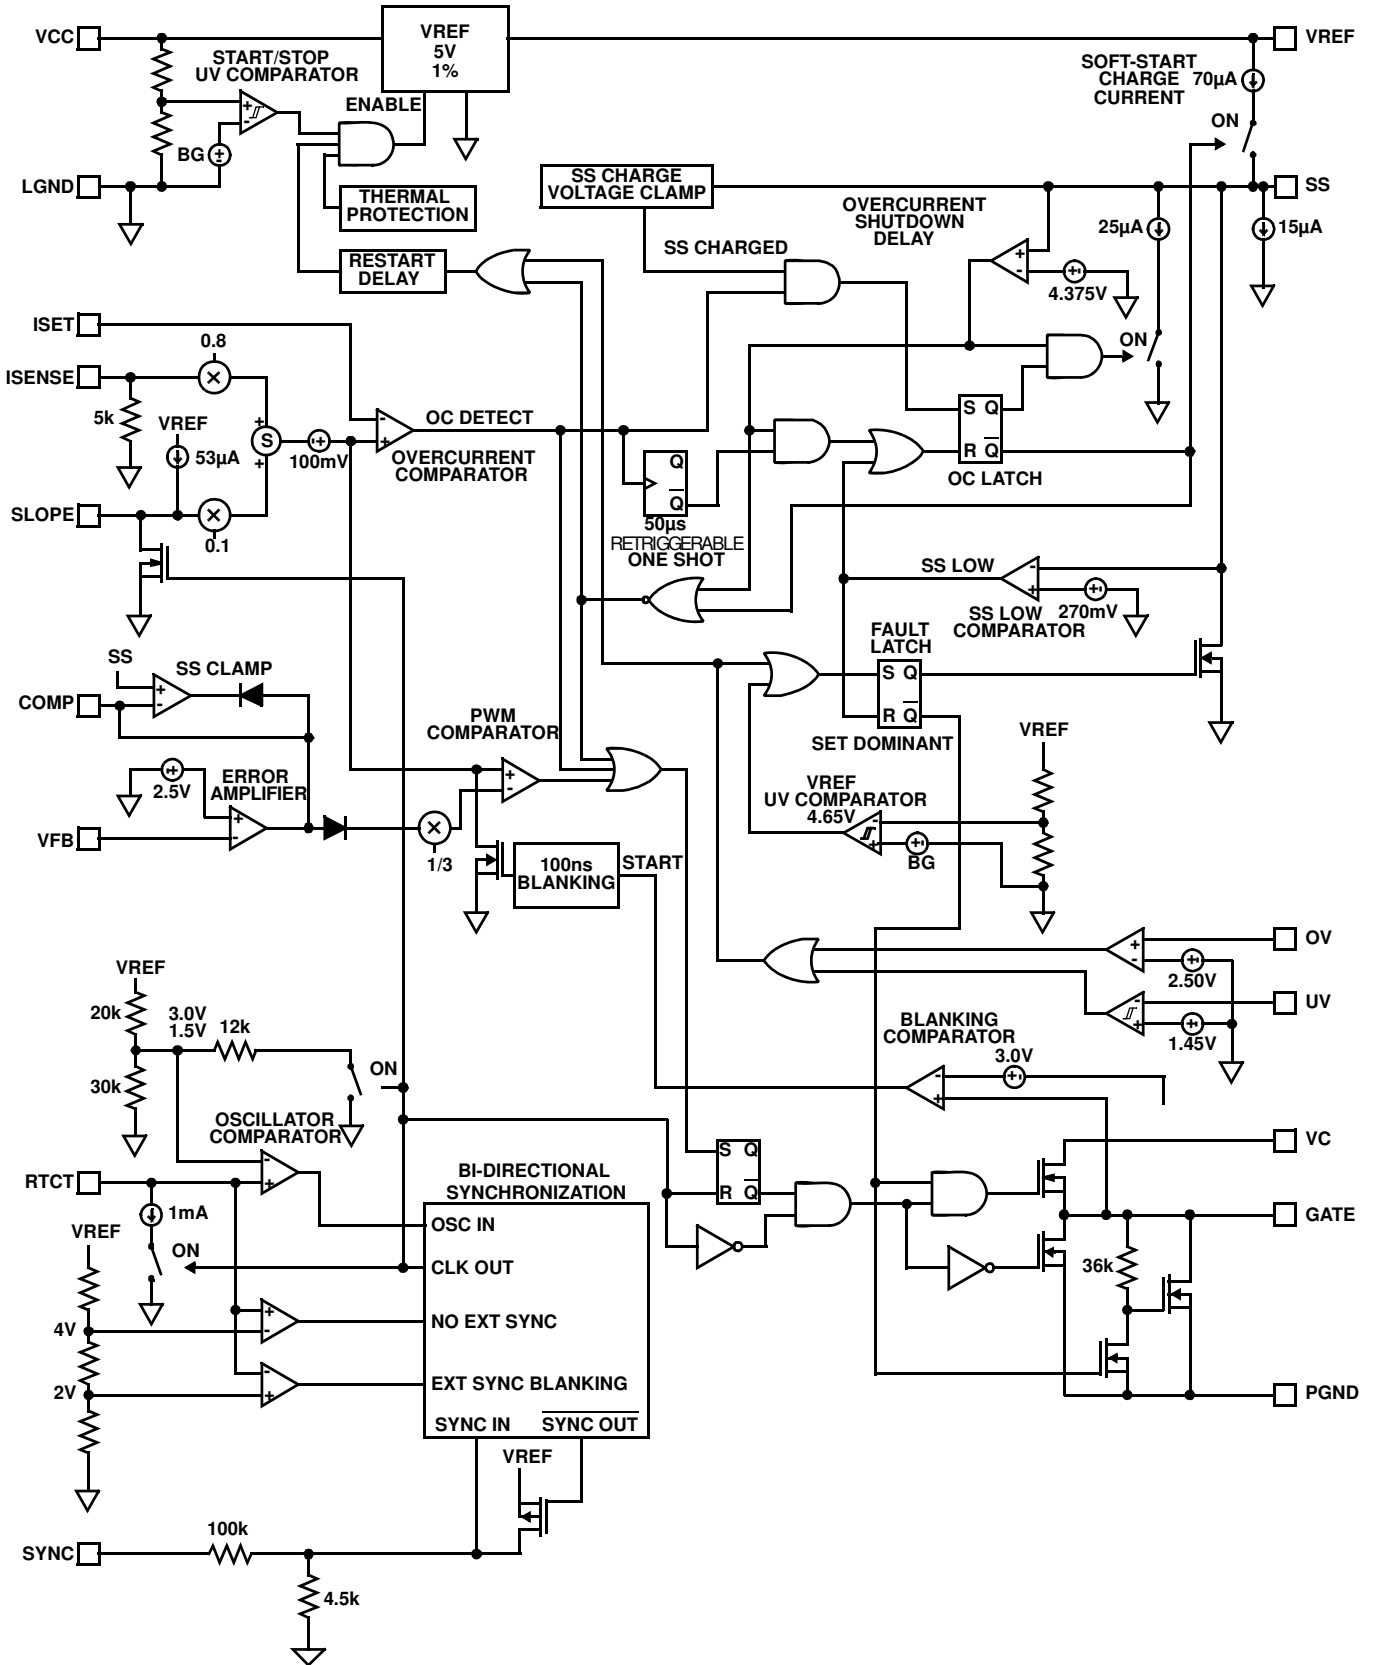 VCC
VREF
5V
1%
VREF
START/STOP
UV COMPARATOR
ENABLE
SOFT-START
CHARGE
CURRENT
70µA
ON
BG
LGND
THERMAL
PROTECTION
SS CHARGE
VOLTAGE CLAMP
SS
OVERCURRENT
SHUTDOWN
DELAY
25µA
15µA
RESTART
DELAY
SS CHARGED
+
-
4.375V
ISET
0.8
ON
ISENSE
5k
VREF
53µA
+
S
+
100mV
-
+
OC DETECT
OVERCURRENT
COMPARATOR
S Q
R Q
OC LATCH
Q
Q
50µs
RETRIGGERABLE
ONE SHOT
SLOPE
0.1
SS LOW
-
+
SS LOW
COMPARATOR
270mV
FAULT
LATCH
S Q
R Q
SET DOMINANT
SS
SS CLAMP
+
-
COMP
PWM
COMPARATOR
+
-
VREF
2.5V
ERROR
AMPLIFIER
+
-
VFB
1/3
VREF
UV COMPARATOR
4.65V
-
+
BG
100ns
BLANKING
START
OV
+
-
2.50V
UV
-
+
1.45V
VREF
20k
3.0V
1.5V
12k
ON
30k
BLANKING
COMPARATOR
3.0V
-
+
OSCILLATOR
COMPARATOR
-
+
RTCT
VC
S Q
R Q
BI-DIRECTIONAL
SYNCHRONIZATION
1mA
OSC IN
GATE
VREF
ON
CLK OUT
36k
+
-
NO EXT SYNC
4V
-
+
EXT SYNC BLANKING
2V
PGND
SYNC IN
SYNC OUT
VREF
100k
SYNC
4.5k